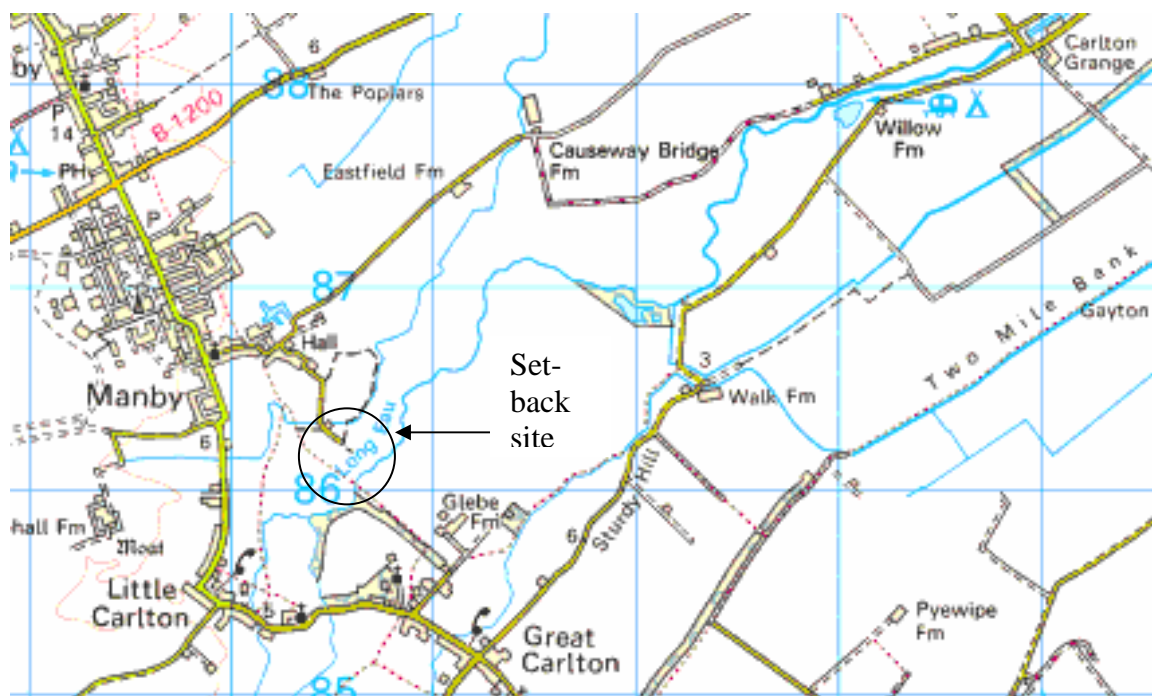 by
6
Carlton
Grange
88
The Poplars
P
14
B-1200
Causeway Bridge
Fm
Willow
Fm
PH
Eastfield Fm
P
87
Two Mile Bank
Gayton
Hall
3
Set-
back
site
Manby
Walk Fm
6
Long
86
Glebe
Fm
Sturdy Hill
hall Fm
Moat
6
Little
Carlton
5
Pyewipe
Fm
Great
Carlton
85